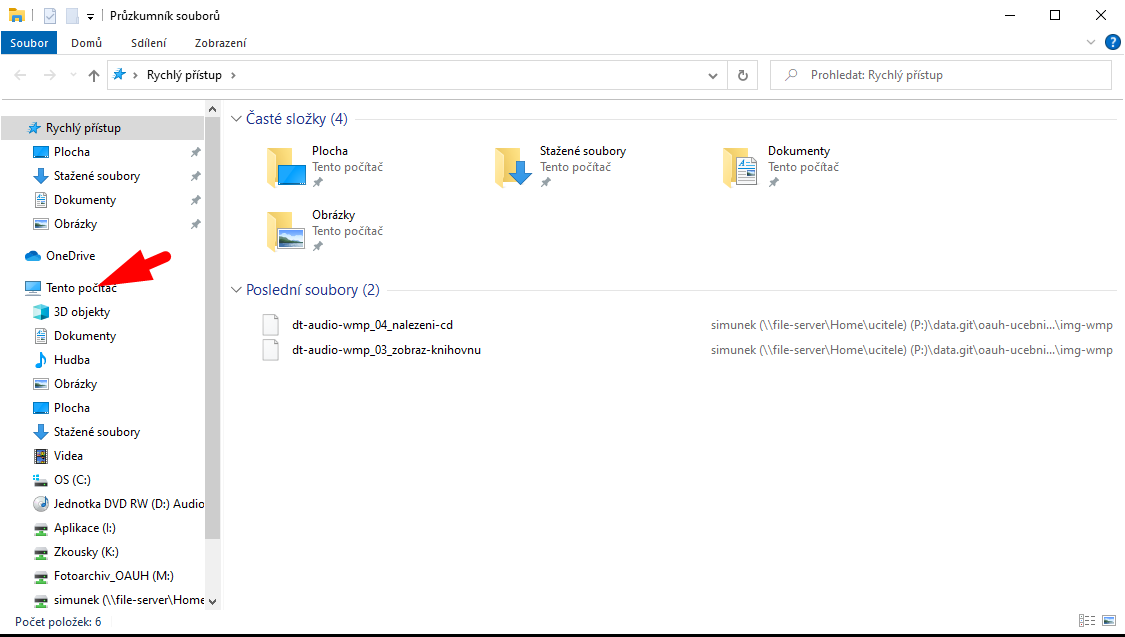 Průzkumník souborů
Soubor Domů Sdílení Zobrazení
Rychlý přístup
Prohledat: Rychlý přístup
Rychlý přístup
Plocha
Stažené soubory
Dokumenty
Obrázky
OneDrive
Tento počítač
3D objekty
Dokumenty
Hudba
Obrázky
Plocha
Stažené soubory
Videa
OS (C:)
Jednotka DVD RW (D:) Audio
Aplikace (I:)
Zkousky (K:)
Fotoarchiv_OAUH (M:)
simunek (\\file-server\Home
Časté složky (4)
Plocha
Tento počítač
Stažené soubory
Tento počítač
Dokumenty
Tento počítač
Obrázky
Tento počítač
Poslední soubory (2)
dt-audio-wmp_04_nalezeni-cd simunek (\\file-server\Home\ucitele) (P:)\data.git\oauh-ucebni...\img-wmp
dt-audio-wmp_03_zobraz-knihovnu simunek (\\file-server\Home\ucitele) (P:)\data.git\oauh-ucebni...\img-wmp
Počet položek: 6